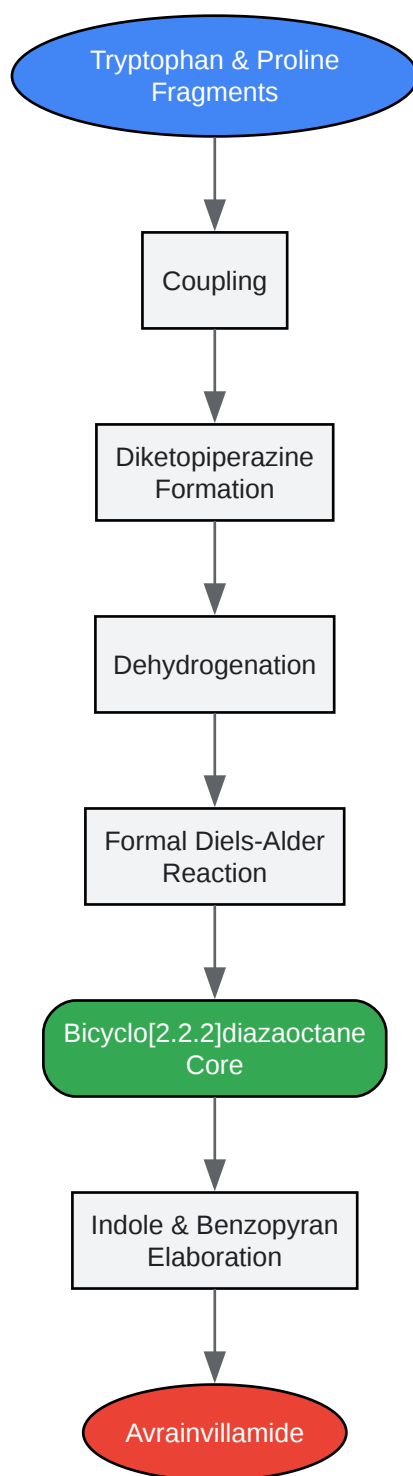 Tryptophan & Proline
Fragments
Coupling
Diketopiperazine
Formation
Dehydrogenation
Formal Diels-Alder
Reaction
Bicyclo[2.2.2]diazaoctane
Core
Indole & Benzopyran
Elaboration
Avrainvillamide